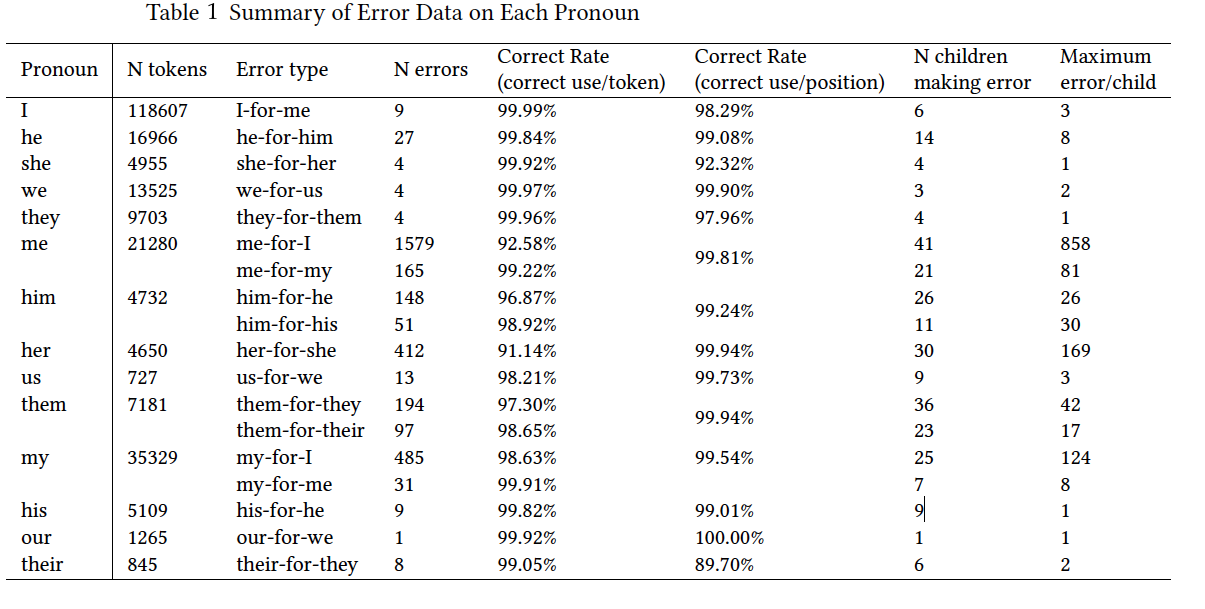 Table 1 Summary of Error Data on Each Pronoun
Pronoun N tokens Error type N errors Correct Rate (correct use/token) Correct Rate (correct use/position) N children making error Maximum error/child
I 118607 I-for-me 9 99.99% 98.29% 6 3
he 16966 he-for-him 27 99.84% 99.08% 14 8
she 4955 she-for-her 4 99.92% 92.32% 4 1
we 13525 we-for-us 4 99.97% 99.90% 3 2
they 9703 they-for-them 4 99.96% 97.96% 4 1
me 21280 me-for-I 1579 92.58% 99.81% 41 858
me-for-my 165 99.22% 21 81
him 4732 him-for-he 148 96.87% 99.24% 26 26
him-for-his 51 98.92% 11 30
her 4650 her-for-she 412 91.14% 99.94% 30 169
us 727 us-for-we 13 98.21% 99.73% 9 3
them 7181 them-for-they 194 97.30% 99.94% 36 42
them-for-their 97 98.65% 23 17
my 35329 my-for-I 485 98.63% 99.54% 25 124
my-for-me 31 99.91% 7 8
his 5109 his-for-he 9 99.82% 99.01% 9 1
our 1265 our-for-we 1 99.92% 100.00% 1 1
their 845 their-for-they 8 99.05% 89.70% 6 2